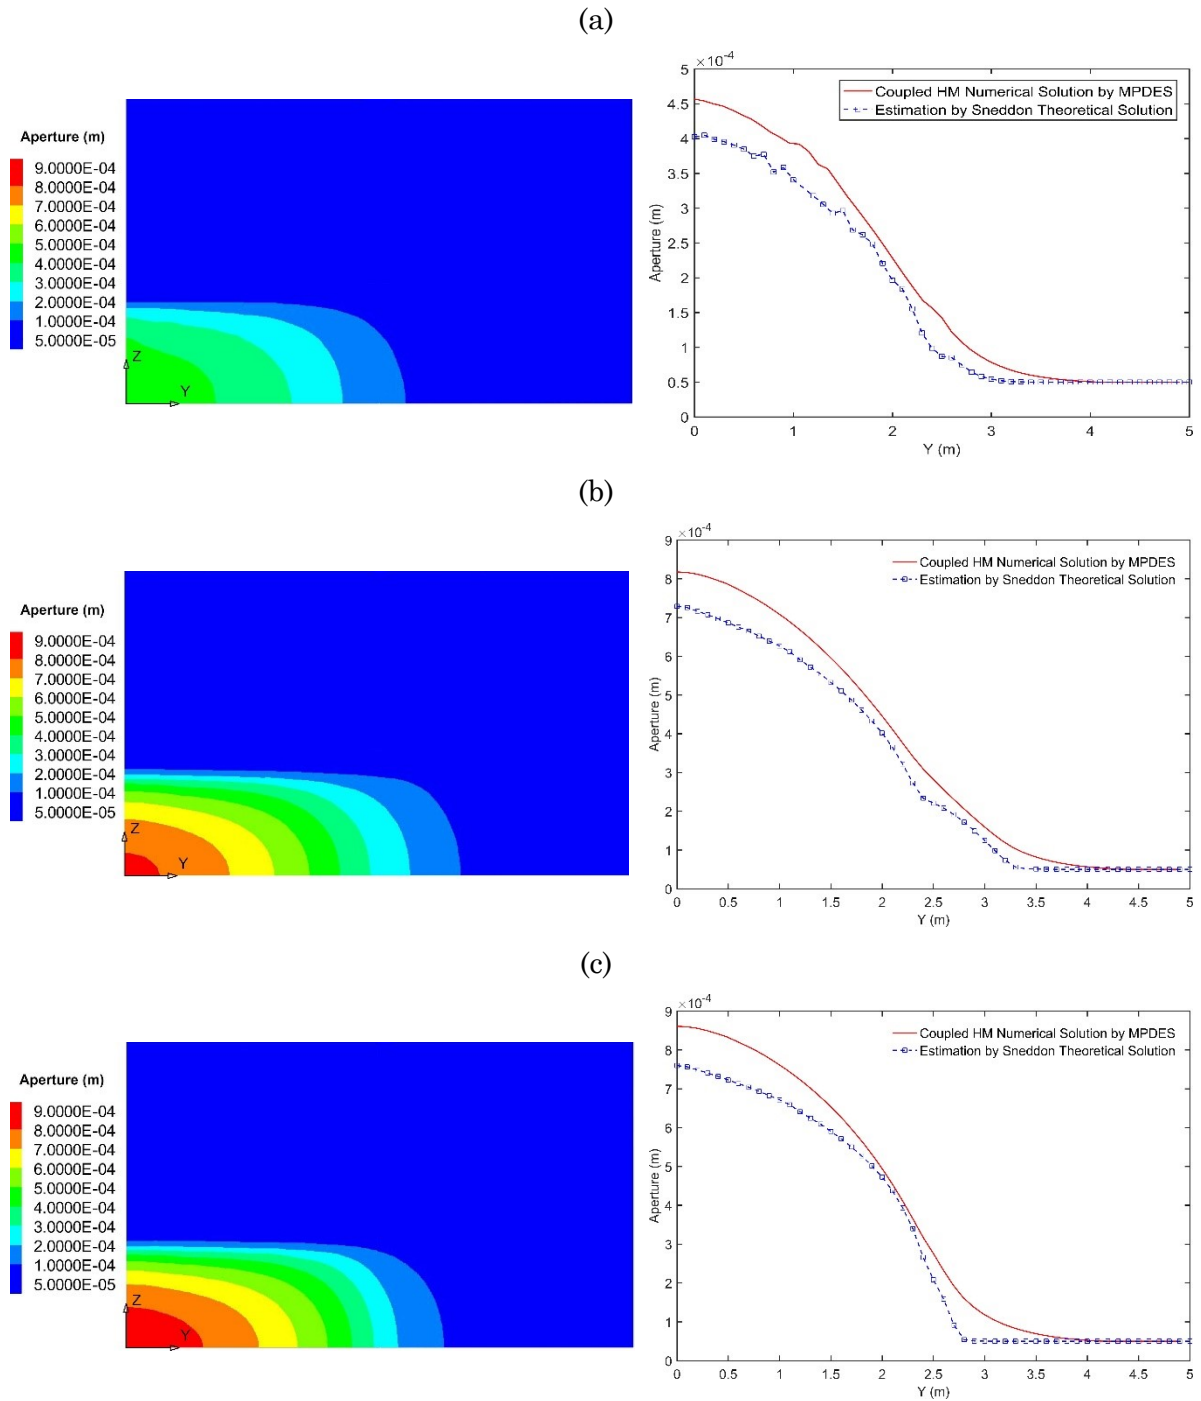 (a)
Aperture (m)
9.0000E-04
8.0000E-04
7.0000E-04
6.0000E-04
5.0000E-04
4.0000E-04
3.0000E-04
2.0000E-04
1.0000E-04
5.0000E-05
Z
Y
×10-4
5
4.5
4
3.5
3
2.5
2
1.5
1
0.5
0
Aperture (m)
Coupled HM Numerical Solution by MPDES
Estimation by Sneddon Theoretical Solution
0 1 2 3 4 5
Y (m)
(b)
Aperture (m)
9.0000E-04
8.0000E-04
7.0000E-04
6.0000E-04
5.0000E-04
4.0000E-04
3.0000E-04
2.0000E-04
1.0000E-04
5.0000E-05
Z
Y
×10-4
9
8
7
6
5
4
3
2
1
0
Aperture (m)
Coupled HM Numerical Solution by MPDES
Estimation by Sneddon Theoretical Solution
0 0.5 1 1.5 2 2.5 3 3.5 4 4.5 5
Y (m)
(c)
Aperture (m)
9.0000E-04
8.0000E-04
7.0000E-04
6.0000E-04
5.0000E-04
4.0000E-04
3.0000E-04
2.0000E-04
1.0000E-04
5.0000E-05
Z
Y
×10-4
9
8
7
6
5
4
3
2
1
0
Aperture (m)
Coupled HM Numerical Solution by MPDES
Estimation by Sneddon Theoretical Solution
0 0.5 1 1.5 2 2.5 3 3.5 4 4.5 5
Y (m)